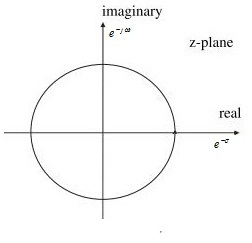 imaginary
e^{-jω}
z-plane
real
e^{-σ}